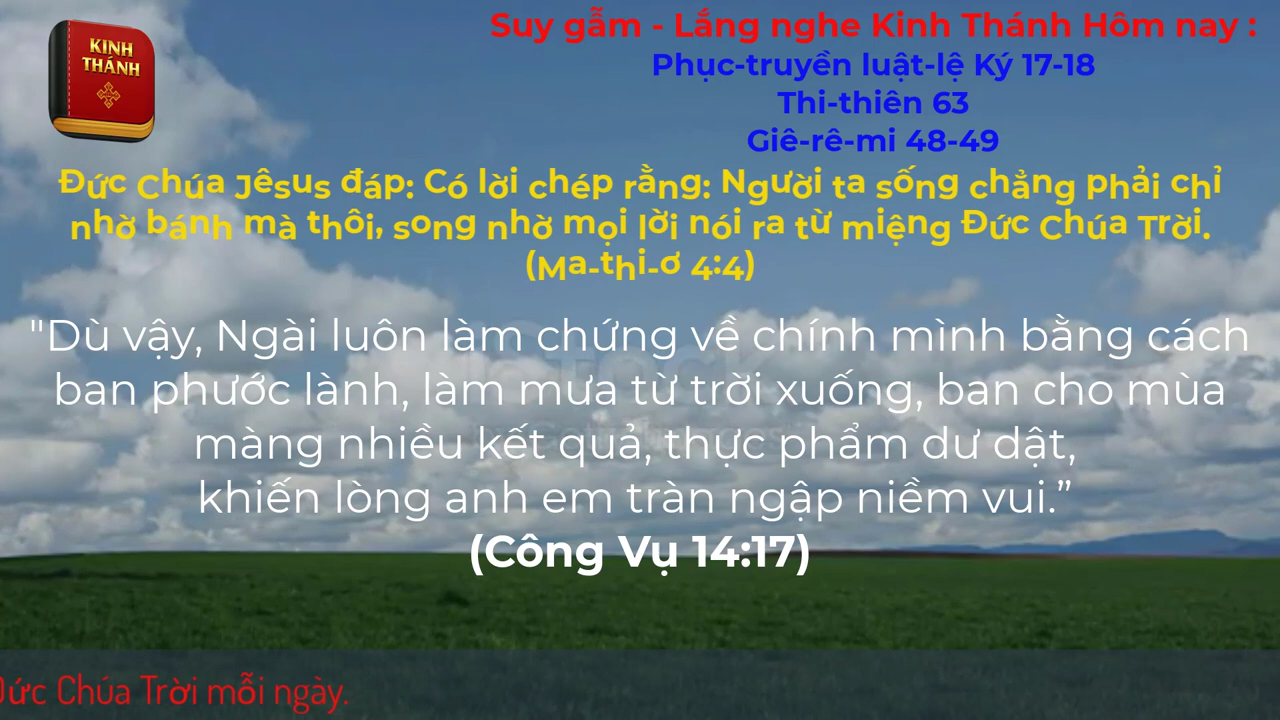 KINH
THÁNH
Suy gẫm - Lắng nghe Kinh Thánh Hôm nay :
Phục-truyền luật-lệ Ký 17-18
Thi-thiên 63
Giê-rê-mi 48-49
Đức Chúa Jêsus đáp: Có lời chép rằng: Người ta sống chẳng phải chỉ
nhờ bánh mà thôi, song nhờ mọi lời nói ra từ miệng Đức Chúa Trời.
(Ma-thi-ơ 4:4)
"Dù vậy, Ngài luôn làm chứng về chính mình bằng cách
ban phước lành, làm mưa từ trời xuống, ban cho mùa
màng nhiều kết quả, thực phẩm dư dật,
khiến lòng anh em tràn ngập niềm vui.”
(Công Vụ 14:17)
Đức Chúa Trời mỗi ngày.